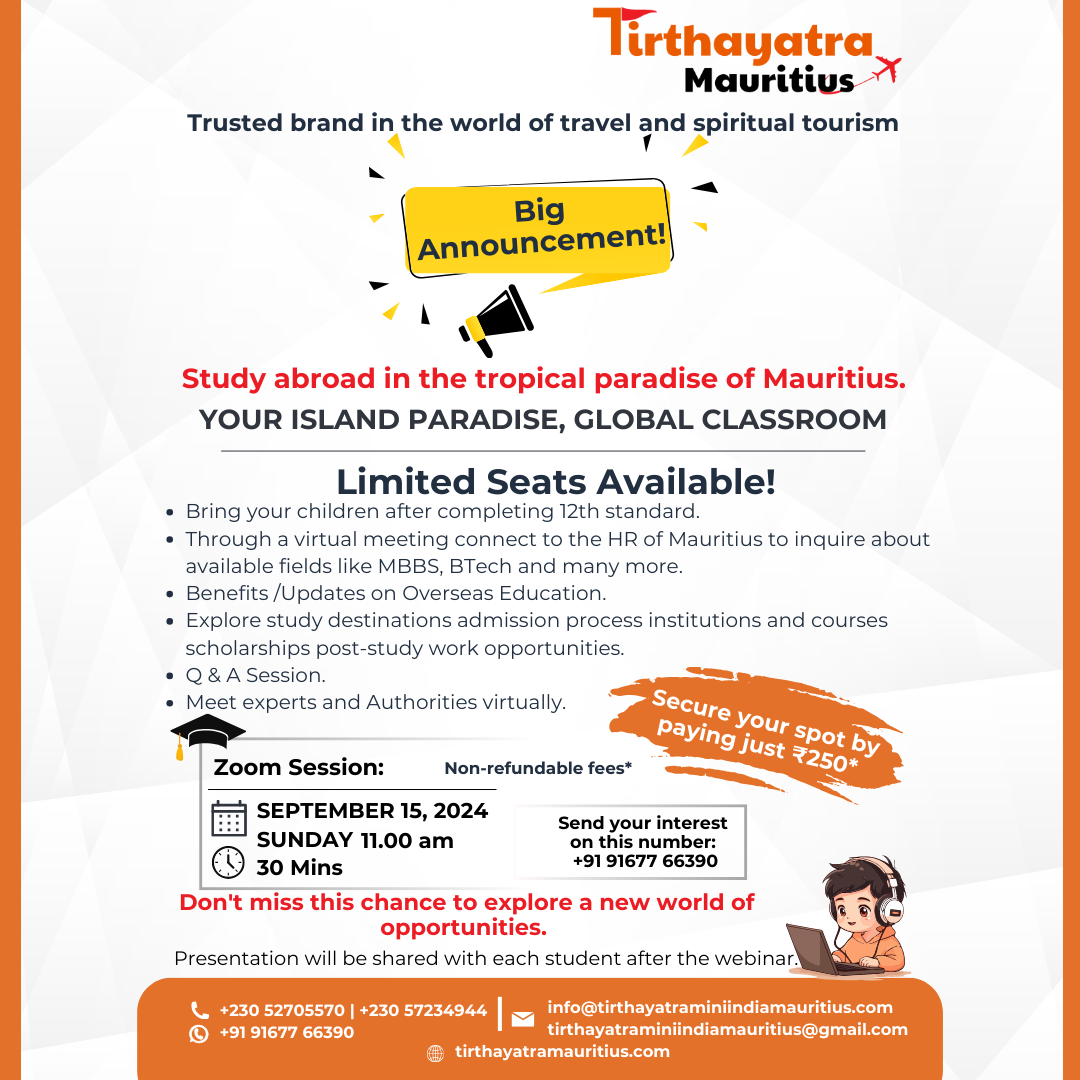 Tirthayatra
Mauritius
Trusted brand in the world of travel and spiritual tourism
Big
Announcement!
Study abroad in the tropical paradise of Mauritius.
YOUR ISLAND PARADISE, GLOBAL CLASSROOM
Limited Seats Available!
• Bring your children after completing 12th standard.
• Through a virtual meeting connect to the HR of Mauritius to inquire about
available fields like MBBS, BTech and many more.
• Benefits /Updates on Overseas Education.
• Explore study destinations admission process institutions and courses
scholarships post-study work opportunities.
• Q & A Session.
• Meet experts and Authorities virtually.
Secure your spot by
paying just ₹250*
Zoom Session:
Non-refundable fees*
SEPTEMBER 15, 2024
SUNDAY 11.00 am
30 Mins
Send your interest
on this number:
+91 91677 66390
Don't miss this chance to explore a new world of
opportunities.
Presentation will be shared with each student after the webinar.
+230 52705570 | +230 57234944
+91 91677 66390
info@tirthayatraminiindiamauritius.com
tirthayatraminiindiamauritius@gmail.com
tirthayatramauritius.com